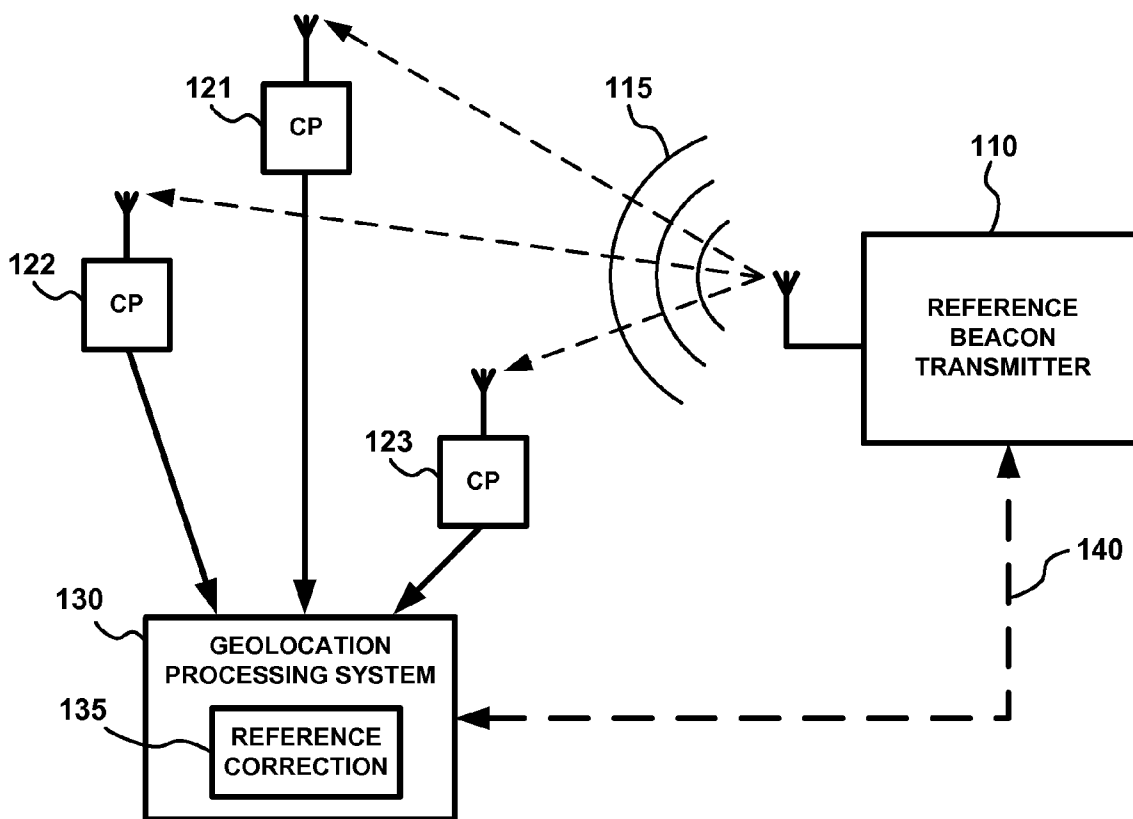 121
CP
115
110
122
CP
REFERENCE
BEACON
TRANSMITTER
123
CP
140
130
GEOLOCATION
PROCESSING SYSTEM
135
REFERENCE
CORRECTION